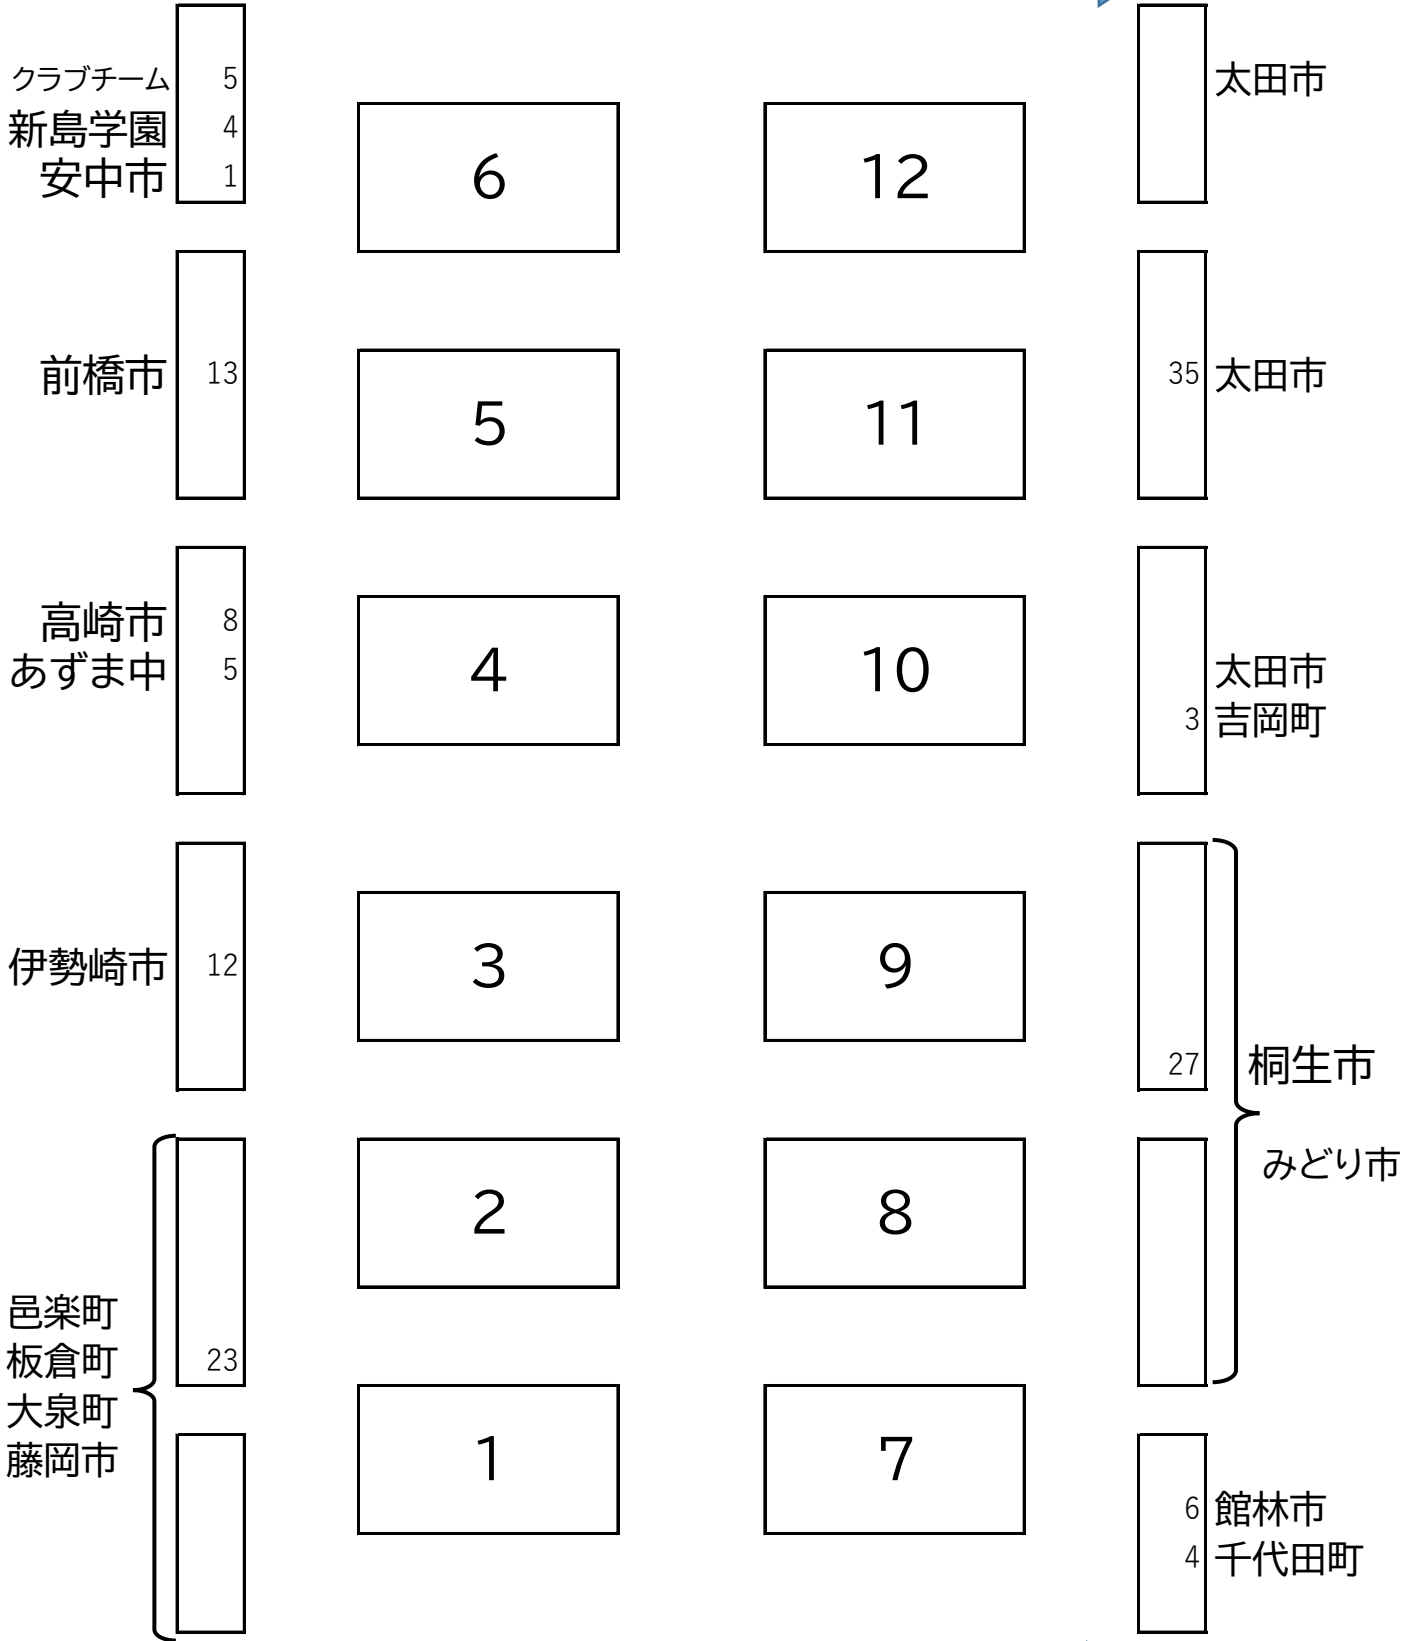 クラブチーム 5
新島学園 4
安中市 1
6
12
太田市
前橋市 13
5
11
35 太田市
高崎市 8
あずま中 5
4
10
太田市
3 吉岡町
伊勢崎市 12
3
9
27 桐生市
みどり市
2
8
邑楽町
板倉町 23
大泉町
藤岡市
1
7
6 館林市
4 千代田町